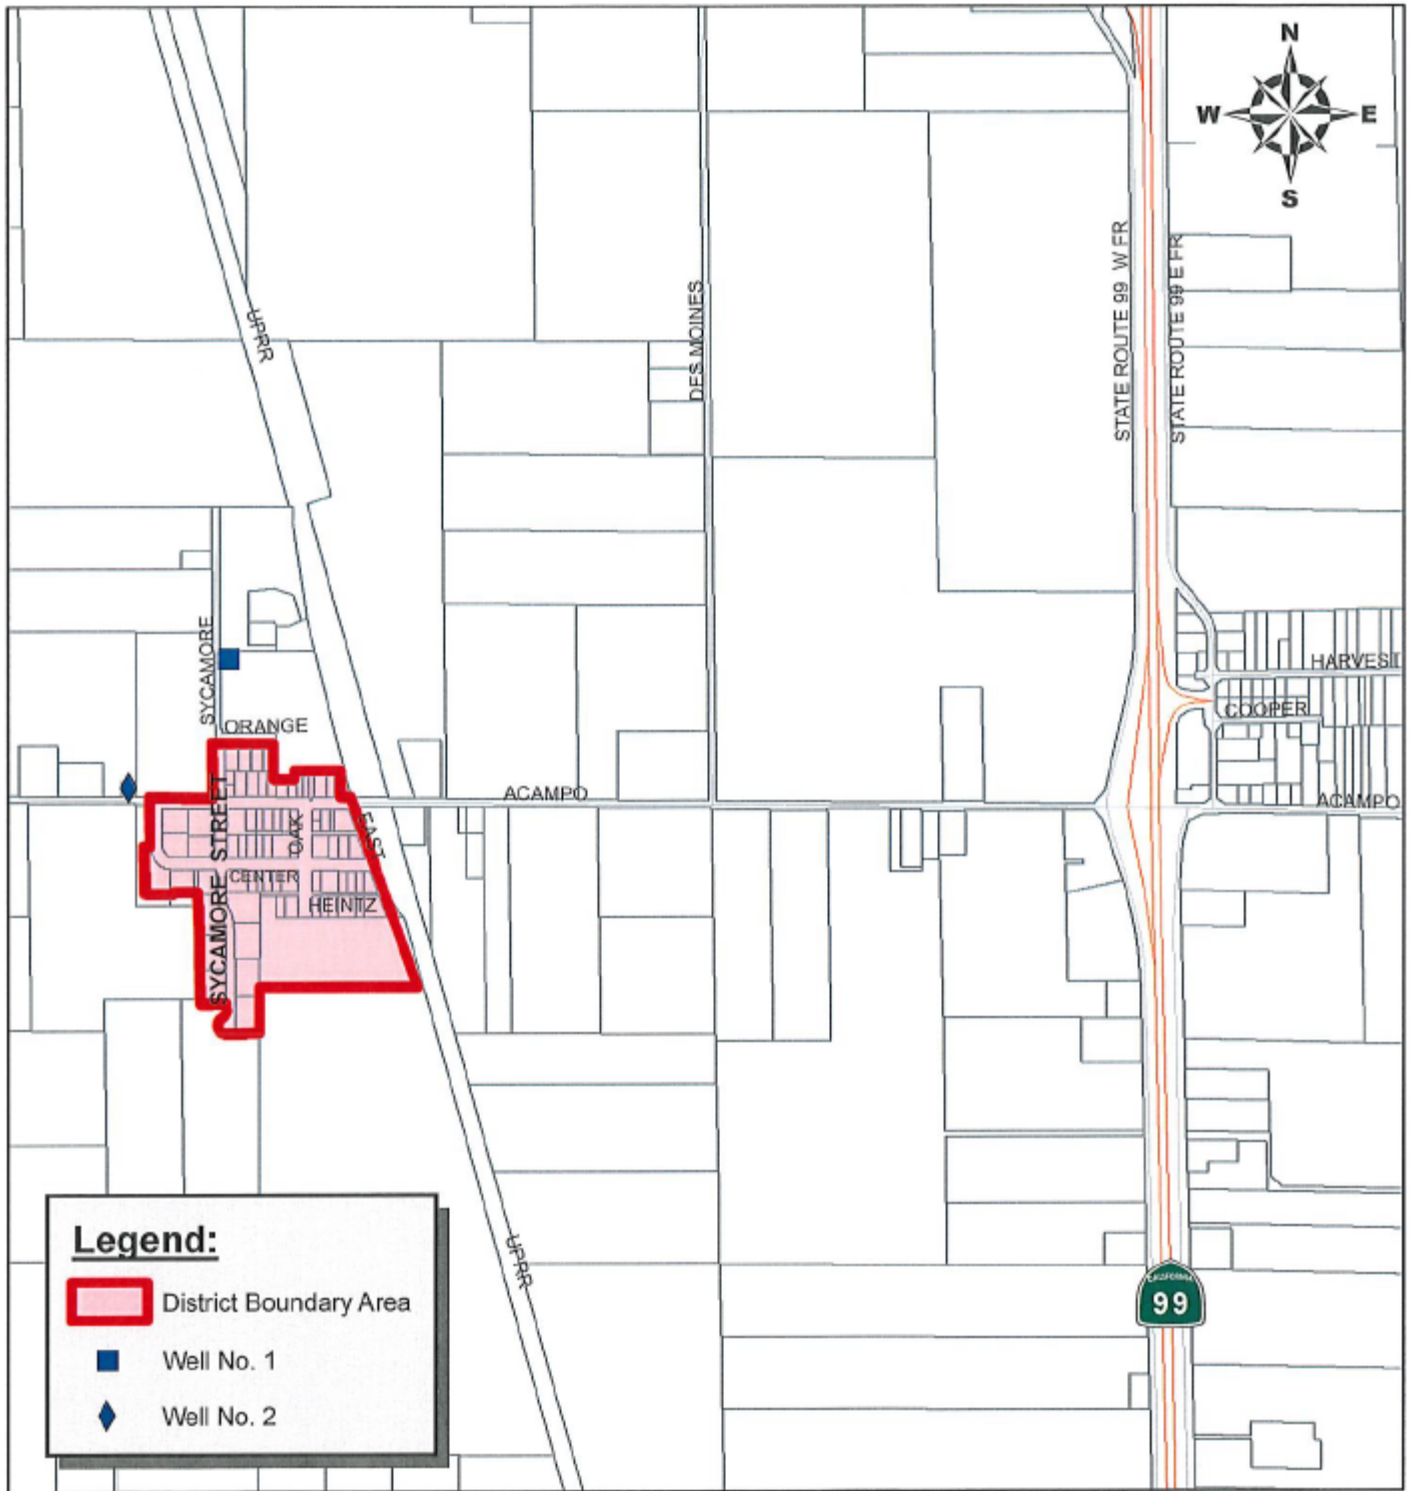 N
W E
S
STATE ROUTE 99 W FR
STATE ROUTE 99 E FR
DES MOINES
UPRR
SYCAMORE
HARVEST
COOPER
ORANGE
ACAMPO
ACAMPO
SYCAMORE STREET
OAK
EAST
CENTER
HEINTZ
UPRR
Legend:
District Boundary Area
Well No. 1
Well No. 2
CALIFORNIA
99